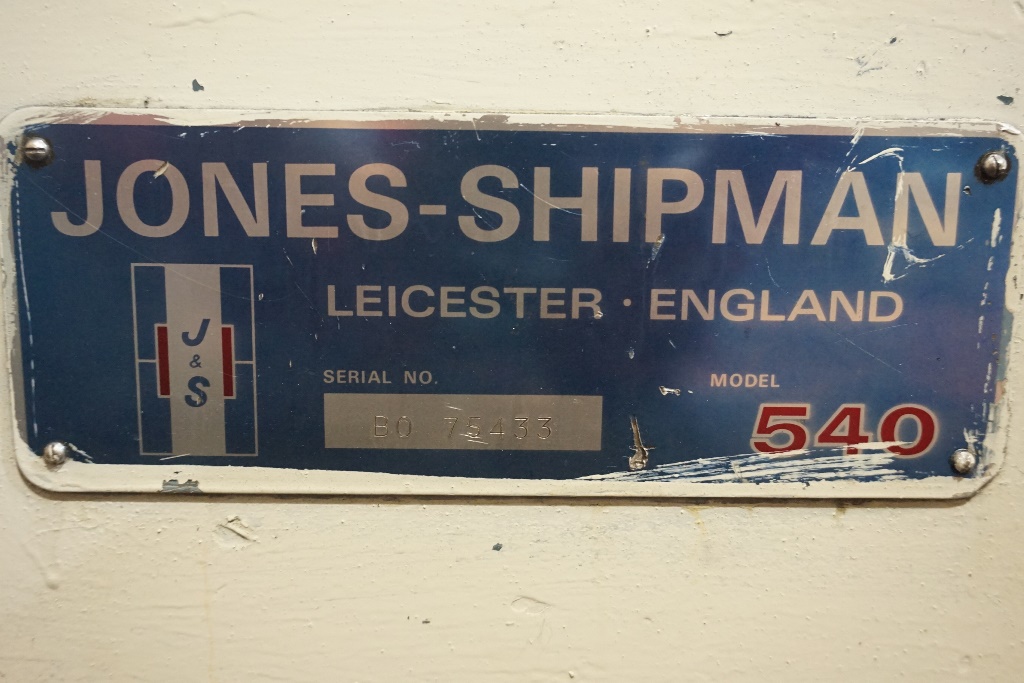 JONES-SHIPMAN
LEICESTER · ENGLAND
J
&
S
SERIAL NO.
BO 75433
MODEL
540